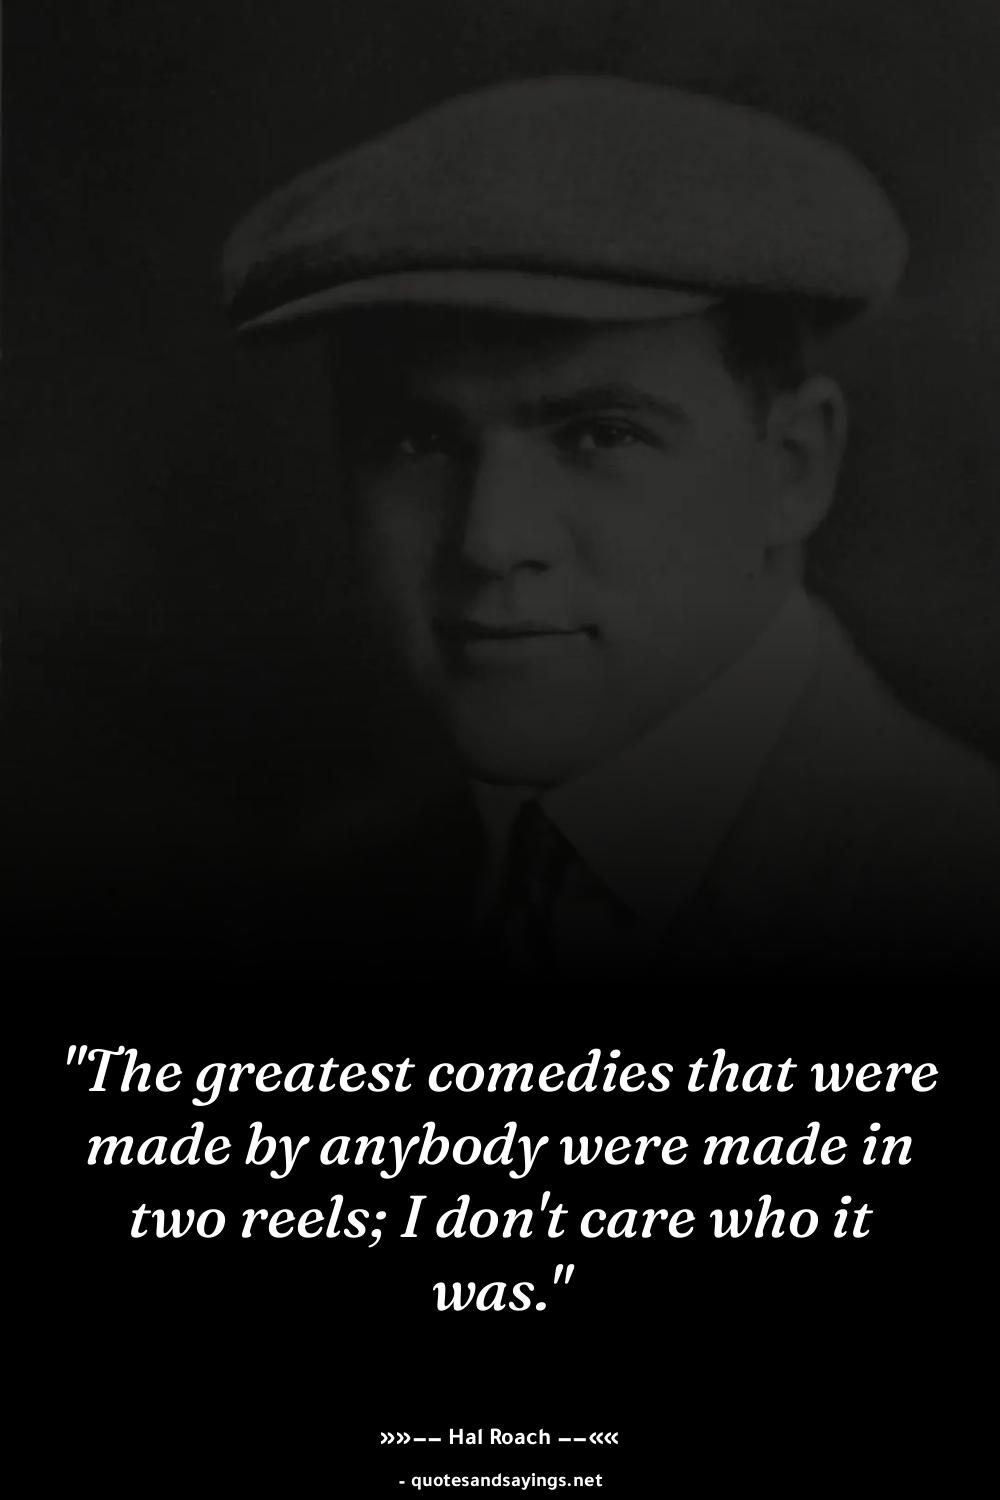 "The greatest comedies that were
made by anybody were made in
two reels; I don't care who it
was."
»»–– Hal Roach ––««
- quotesandsayings.net